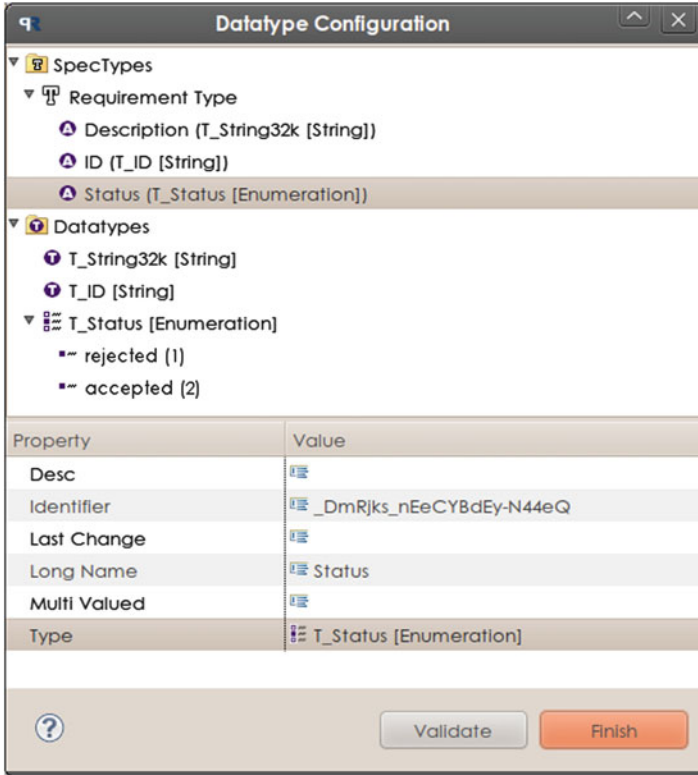 Datatype Configuration
SpecTypes
Requirement Type
Description (T_String32k [String])
ID (T_ID [String])
Status (T_Status [Enumeration])
Datatypes
T_String32k [String]
T_ID [String]
T_Status [Enumeration]
rejected (1)
accepted (2)
Property Value
Desc
Identifier _DmRjks_nEeCYBdEy-N44eQ
Last Change
Long Name Status
Multi Valued
Type T_Status [Enumeration]
? Validate Finish